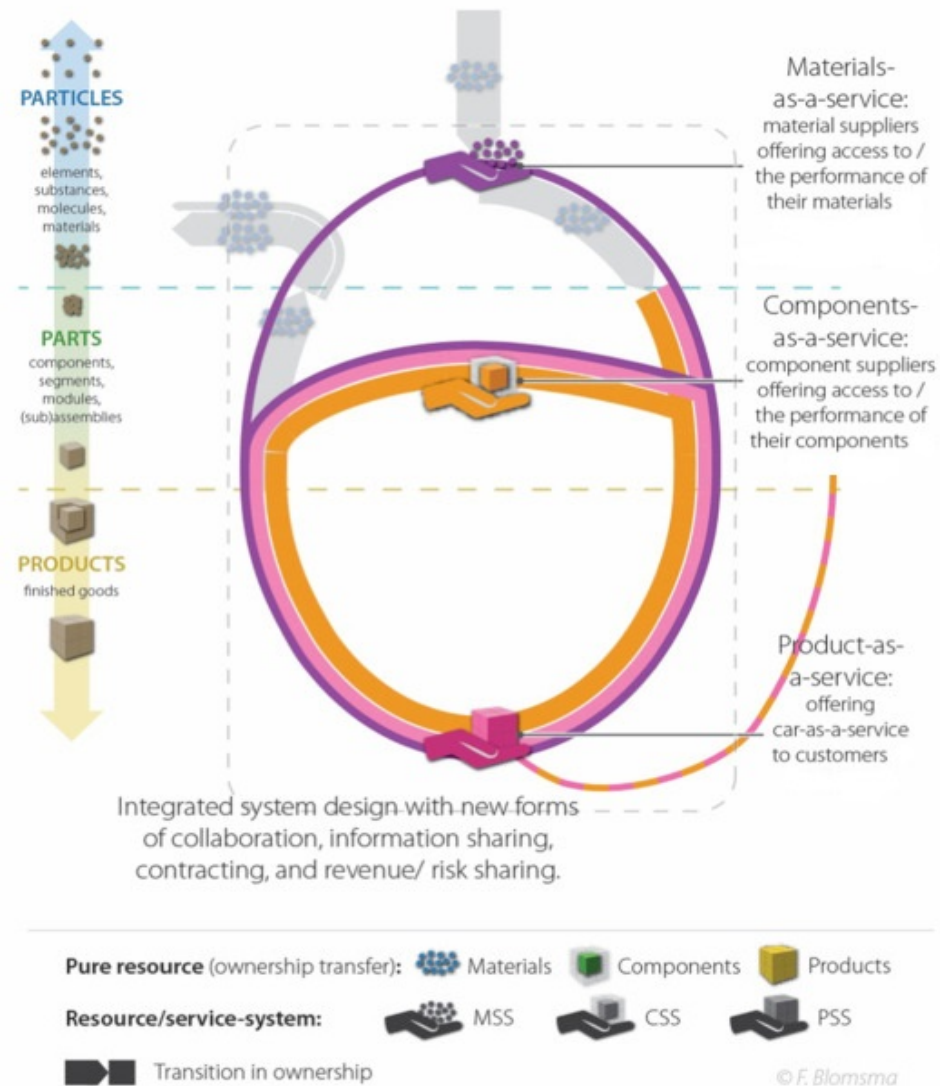 PARTICLES
elements,
substances,
molecules,
materials
PARTS
components,
segments,
modules,
(sub)assemblies
PRODUCTS
finished goods
Materials-
as-a-service:
material suppliers
offering access to /
the performance of
their materials
Components-
as-a-service:
component suppliers
offering access to /
the performance of
their components
Product-as-
a-service:
offering
car-as-a-service
to customers
Integrated system design with new forms
of collaboration, information sharing,
contracting, and revenue/ risk sharing.
Pure resource (ownership transfer): Materials Components Products
Resource/service-system: MSS CSS PSS
Transition in ownership
© F. Blomsma